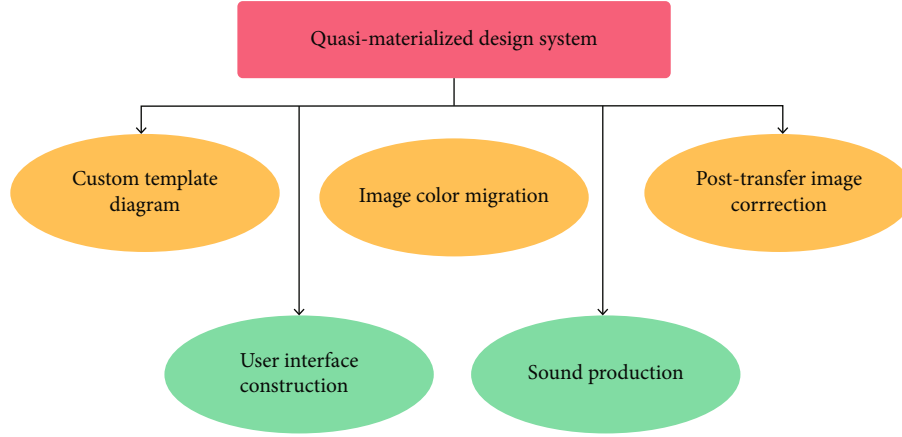 Quasi-materialized design system
Custom template
diagram
Image color migration
Post-transfer image
corrrection
User interface
construction
Sound production